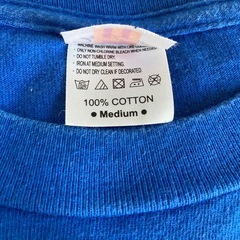 MACHINE WASH WARM WITH LIKE COLORS
• ONLY NON-CHLORINE BLEACH WHEN NEEDED.
• DO NOT TUMBLE DRY.
• IRON AT MEDIUM SETTING.
• DO NOT DRY CLEAN IF DECORATED.
100% COTTON
● Medium ●